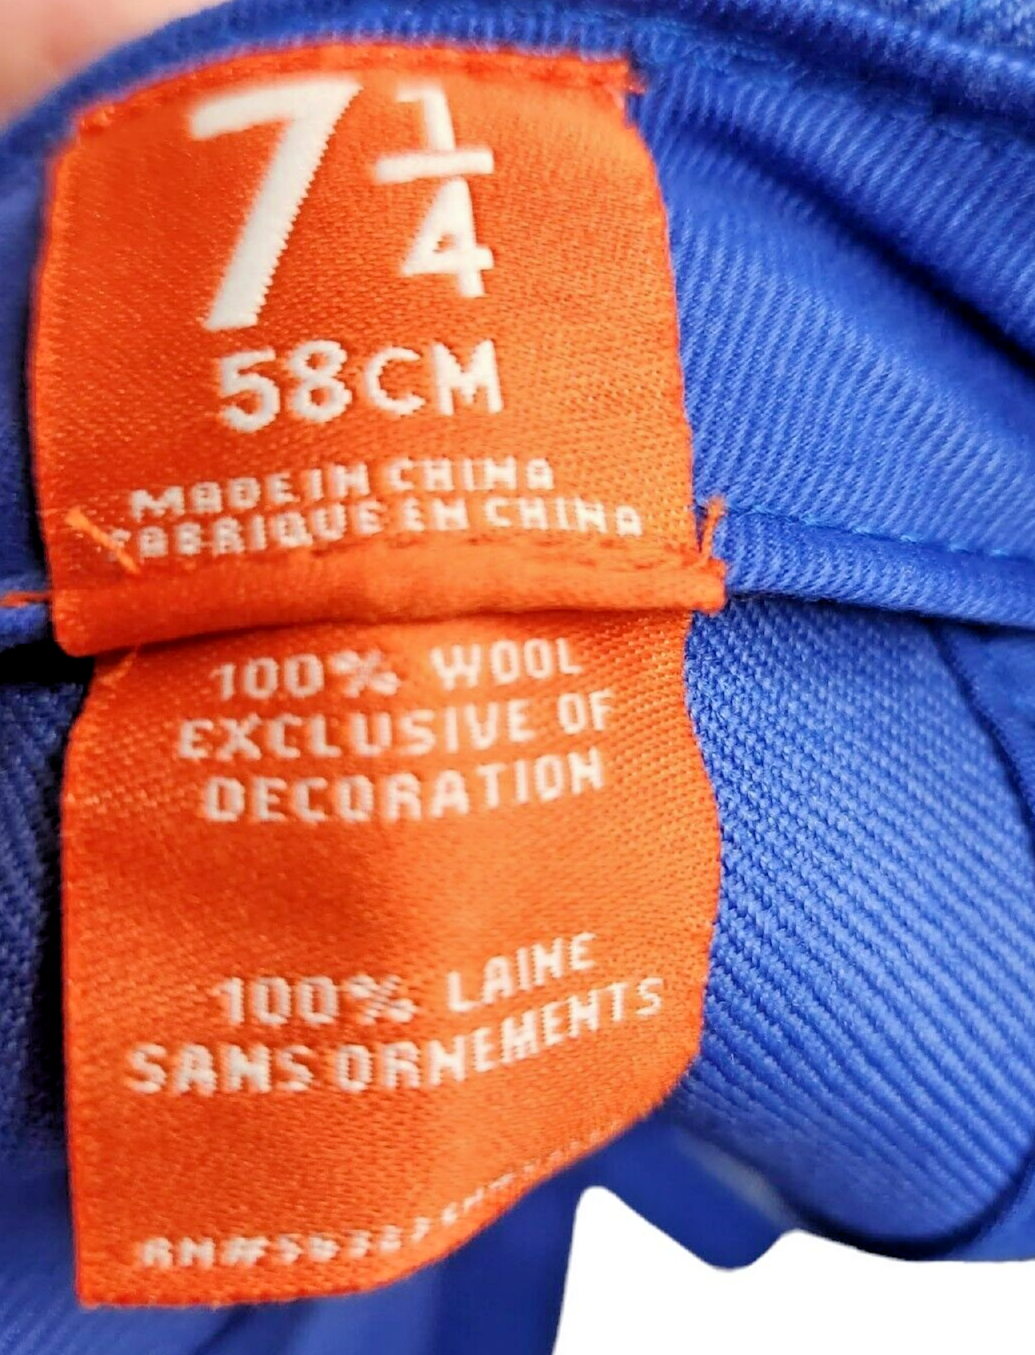 7 1/4
58CM
MADE IN CHINA
FABRIQUE EN CHINA
100% WOOL
EXCLUSIVE OF
DECORATION
100% LAINE
SANS ORNEMENTS